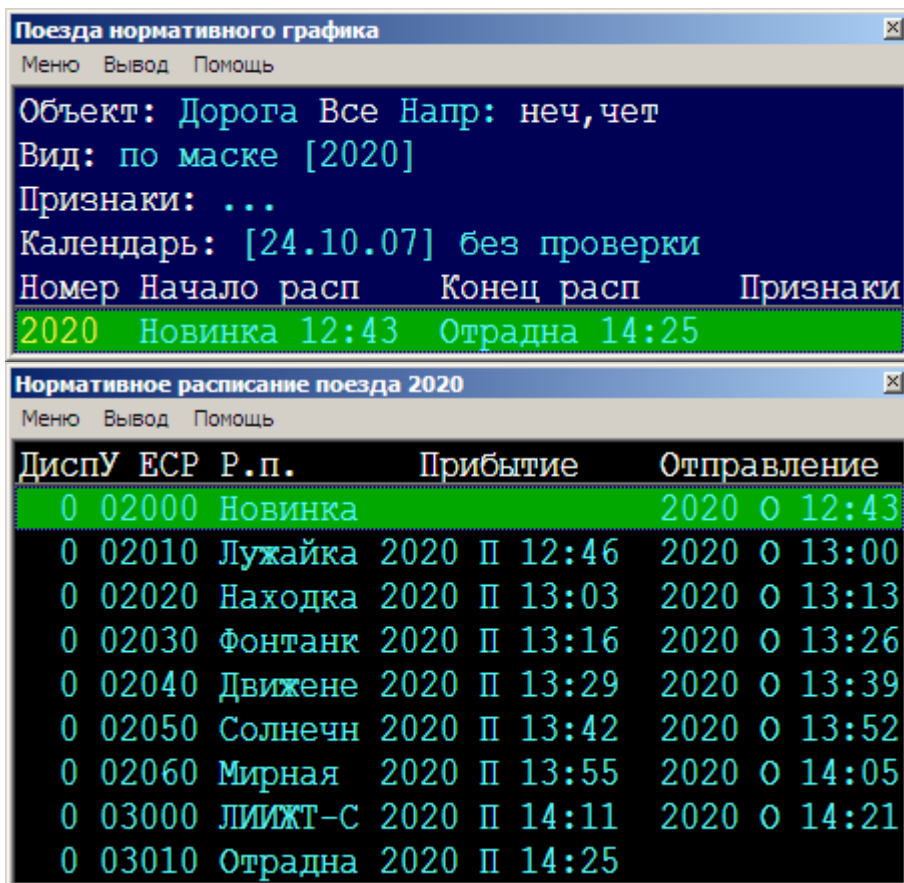 Поезда нормативного графика
Меню Вывод Помощь
Объект: Дорога Все Напр: неч,чет
Вид: по маске [2020]
Признаки: ...
Календарь: [24.10.07] без проверки
Номер Начало расп Конец расп Признаки
2020 Новинка 12:43 Отрадна 14:25
Нормативное расписание поезда 2020
Меню Вывод Помощь
ДиспУ ЕСР Р.п. Прибытие Отправление
0 02000 Новинка 2020 О 12:43
0 02010 Лужайка 2020 П 12:46 2020 О 13:00
0 02020 Находка 2020 П 13:03 2020 О 13:13
0 02030 Фонтанк 2020 П 13:16 2020 О 13:26
0 02040 Движене 2020 П 13:29 2020 О 13:39
0 02050 Солнечн 2020 П 13:42 2020 О 13:52
0 02060 Мирная 2020 П 13:55 2020 О 14:05
0 03000 ЛИИЖТ-С 2020 П 14:11 2020 О 14:21
0 03010 Отрадна 2020 П 14:25